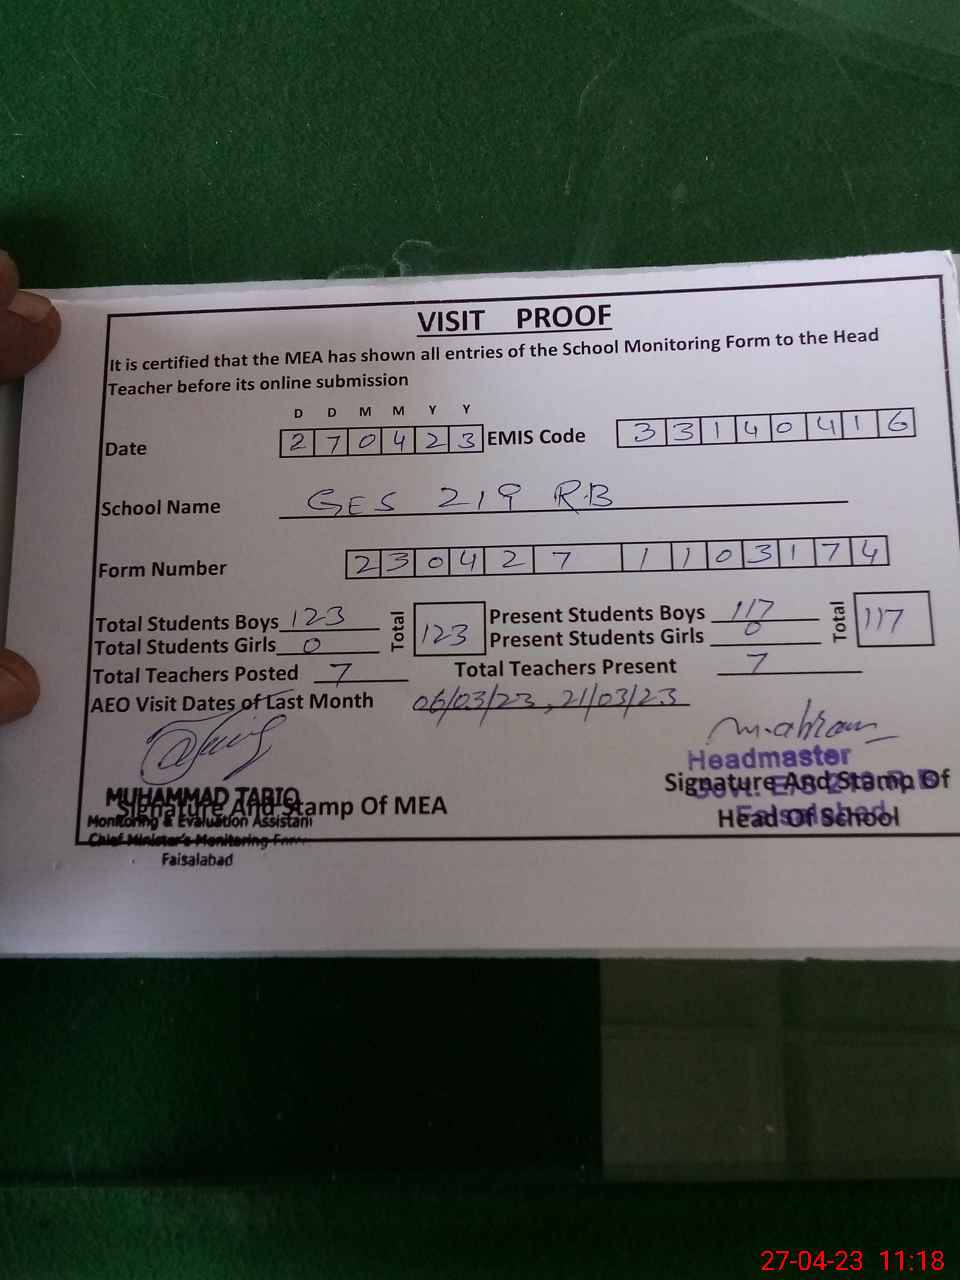 VISIT PROOF
It is certified that the MEA has shown all entries of the School Monitoring Form to the Head
Teacher before its online submission
D D M M Y Y
Date 2 7 0 4 2 3 EMIS Code 3 3 1 4 0 4 1 6
School Name GES 219 RB
Form Number 2 3 0 4 2 7 1 1 0 3 1 7 4
Total Students Boys 123 Total 123 Present Students Boys 117 Total 117
Total Students Girls 0 Present Students Girls 0
Total Teachers Posted 7 Total Teachers Present 7
AEO Visit Dates of Last Month 06/03/23, 21/03/23
Headmaster
MUHAMMAD TARIQ
Signature And Stamp Of MEA
Signature And Stamp Of
Head Of School
Monitoring & Evaluation Assistant
Chief Minister's Monitoring
Faisalabad
Faisalabad
27-04-23 11:18